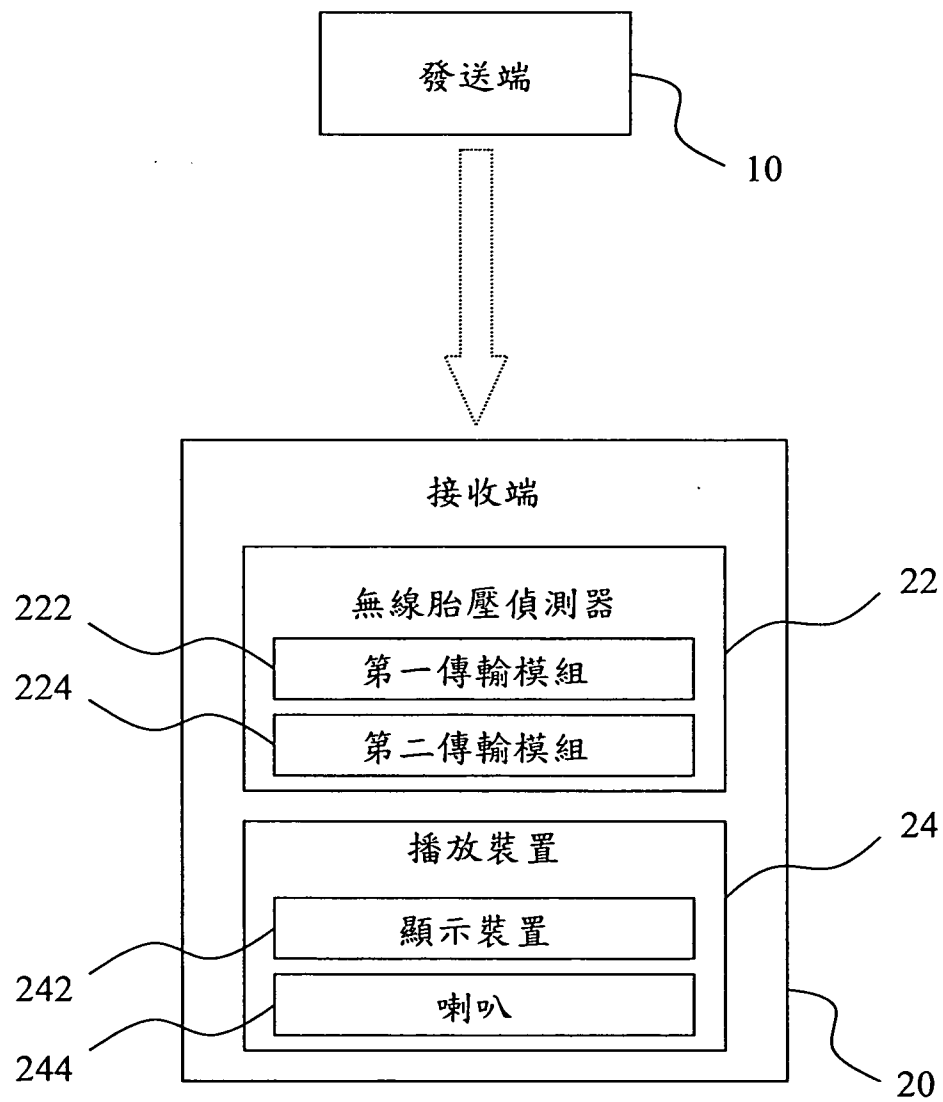 發送端
10
接收端
22
無線胎壓偵測器
222
第一傳輸模組
224
第二傳輸模組
24
播放裝置
顯示裝置
242
喇叭
244
20